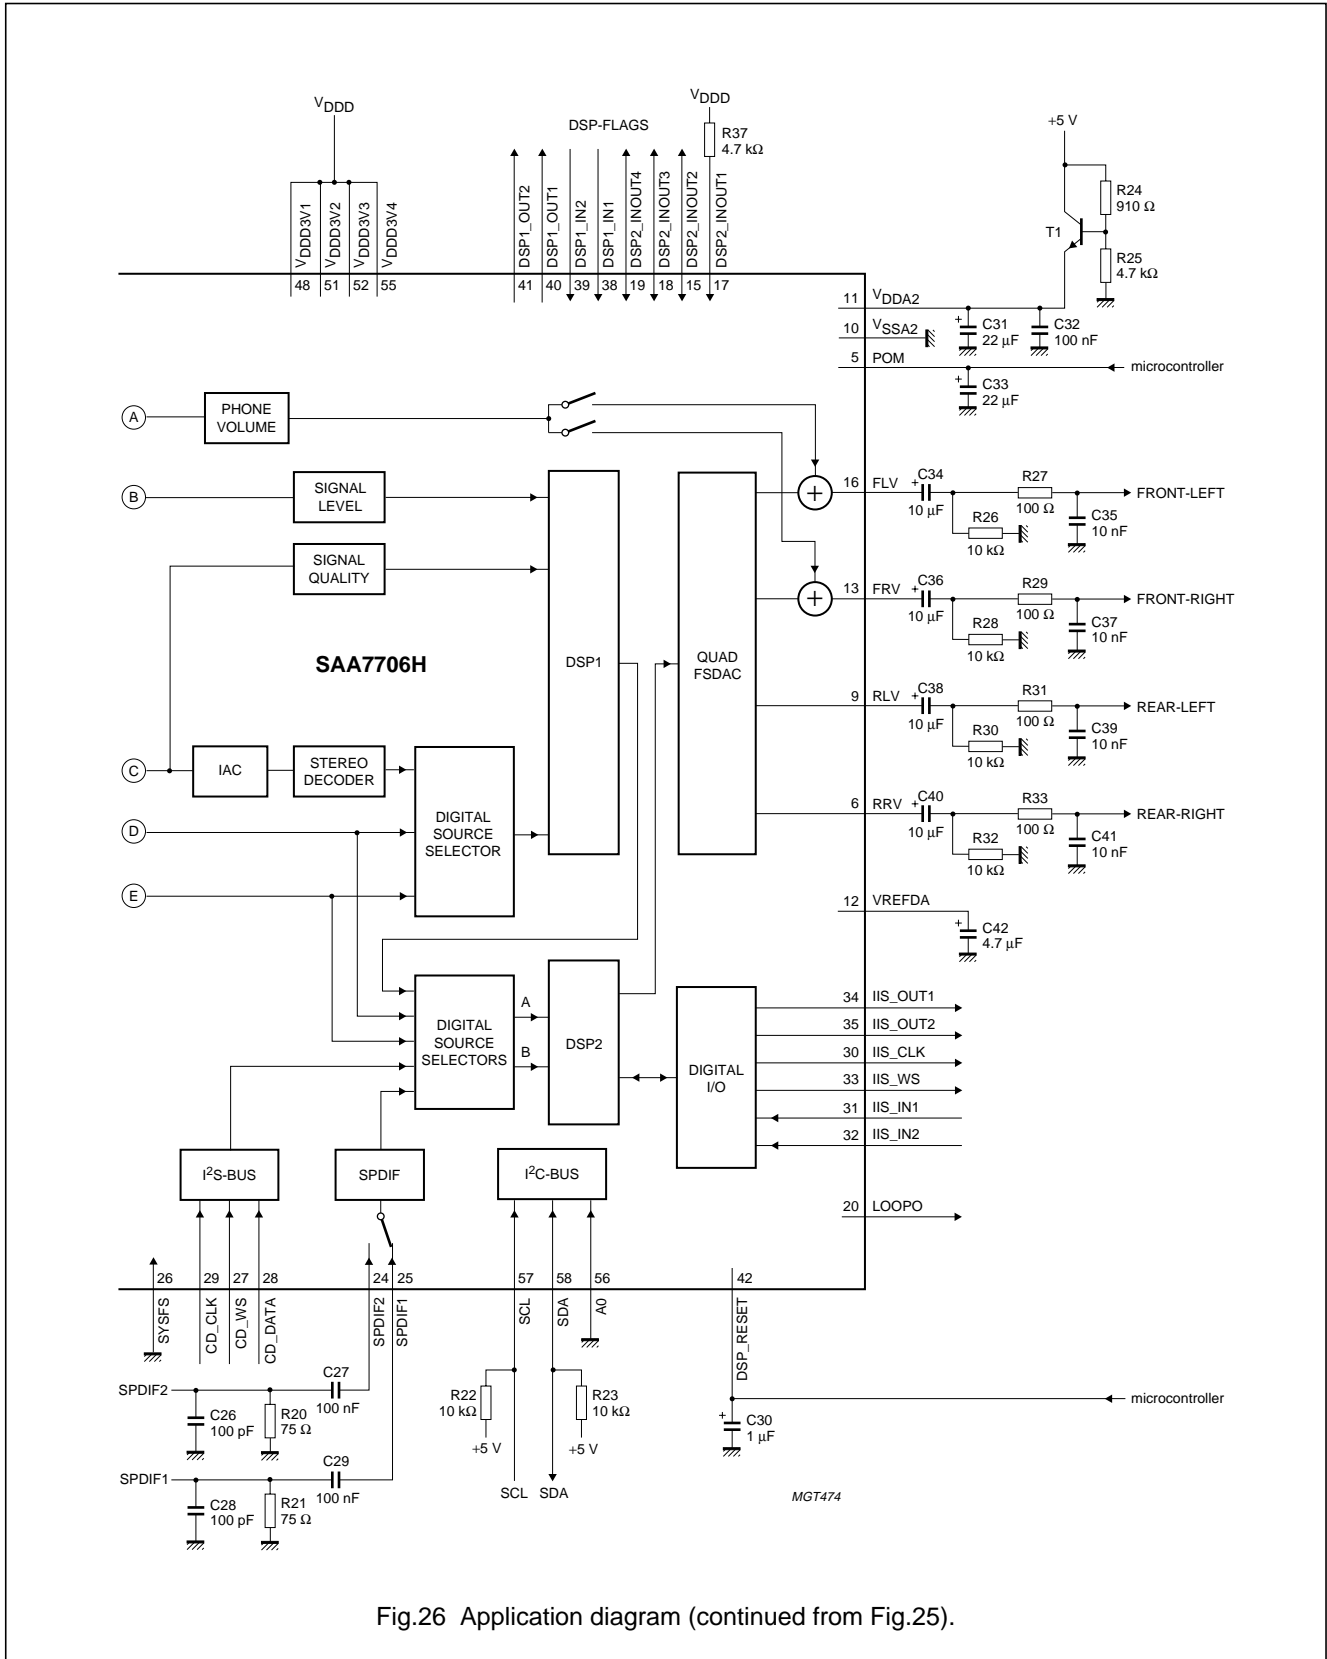 VDDD
DSP-FLAGS
VDDD
R37
4.7 kΩ
+5 V
R24
910 Ω
T1
R25
4.7 kΩ
VDDD3V1
VDDD3V2
VDDD3V3
VDDD3V4
DSP1_OUT2
DSP1_OUT1
DSP1_IN2
DSP1_IN1
DSP2_INOUT4
DSP2_INOUT3
DSP2_INOUT2
DSP2_INOUT1
48 51 52 55
41 40 39 38 19 18 15 17
11 VDDA2
10 VSSA2
+ C31
22 µF
C32
100 nF
5 POM
microcontroller
+ C33
22 µF
A
PHONE
VOLUME
B
SIGNAL
LEVEL
SIGNAL
QUALITY
SAA7706H
DSP1
QUAD
FSDAC
+
16 FLV
+ C34
10 µF
R26
10 kΩ
R27
100 Ω
C35
10 nF
FRONT-LEFT
+
13 FRV
+ C36
10 µF
R28
10 kΩ
R29
100 Ω
C37
10 nF
FRONT-RIGHT
9 RLV
+ C38
10 µF
R30
10 kΩ
R31
100 Ω
C39
10 nF
REAR-LEFT
6 RRV
+ C40
10 µF
R32
10 kΩ
R33
100 Ω
C41
10 nF
REAR-RIGHT
C
IAC
STEREO
DECODER
D
E
DIGITAL
SOURCE
SELECTOR
12 VREFDA
+ C42
4.7 µF
DIGITAL
SOURCE
SELECTORS
A
B
DSP2
DIGITAL
I/O
34 IIS_OUT1
35 IIS_OUT2
30 IIS_CLK
33 IIS_WS
31 IIS_IN1
32 IIS_IN2
20 LOOPO
I²S-BUS
SPDIF
I²C-BUS
26 29 27 28
24 25
57 58 56
42
SYSFS
CD_CLK
CD_WS
CD_DATA
SPDIF2
SPDIF1
SCL
SDA
A0
DSP_RESET
SPDIF2
C26
100 pF
R20
75 Ω
C27
100 nF
SPDIF1
C28
100 pF
R21
75 Ω
C29
100 nF
R22
10 kΩ
+5 V
R23
10 kΩ
+5 V
SCL SDA
microcontroller
+ C30
1 µF
MGT474
Fig.26 Application diagram (continued from Fig.25).